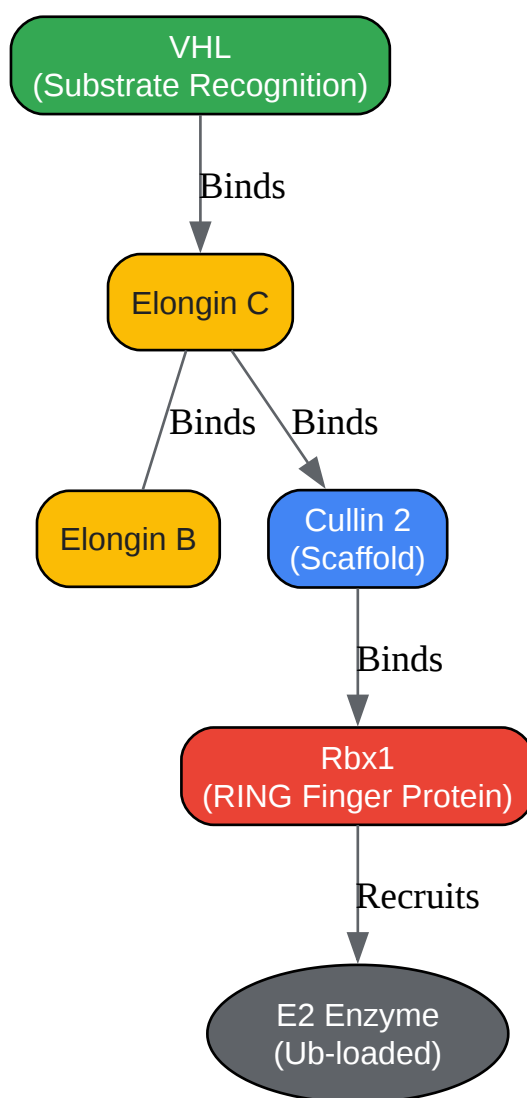 VHL
(Substrate Recognition)
Binds
Elongin C
Binds
Binds
Elongin B
Cullin 2
(Scaffold)
Binds
Rbx1
(RING Finger Protein)
Recruits
E2 Enzyme
(Ub-loaded)